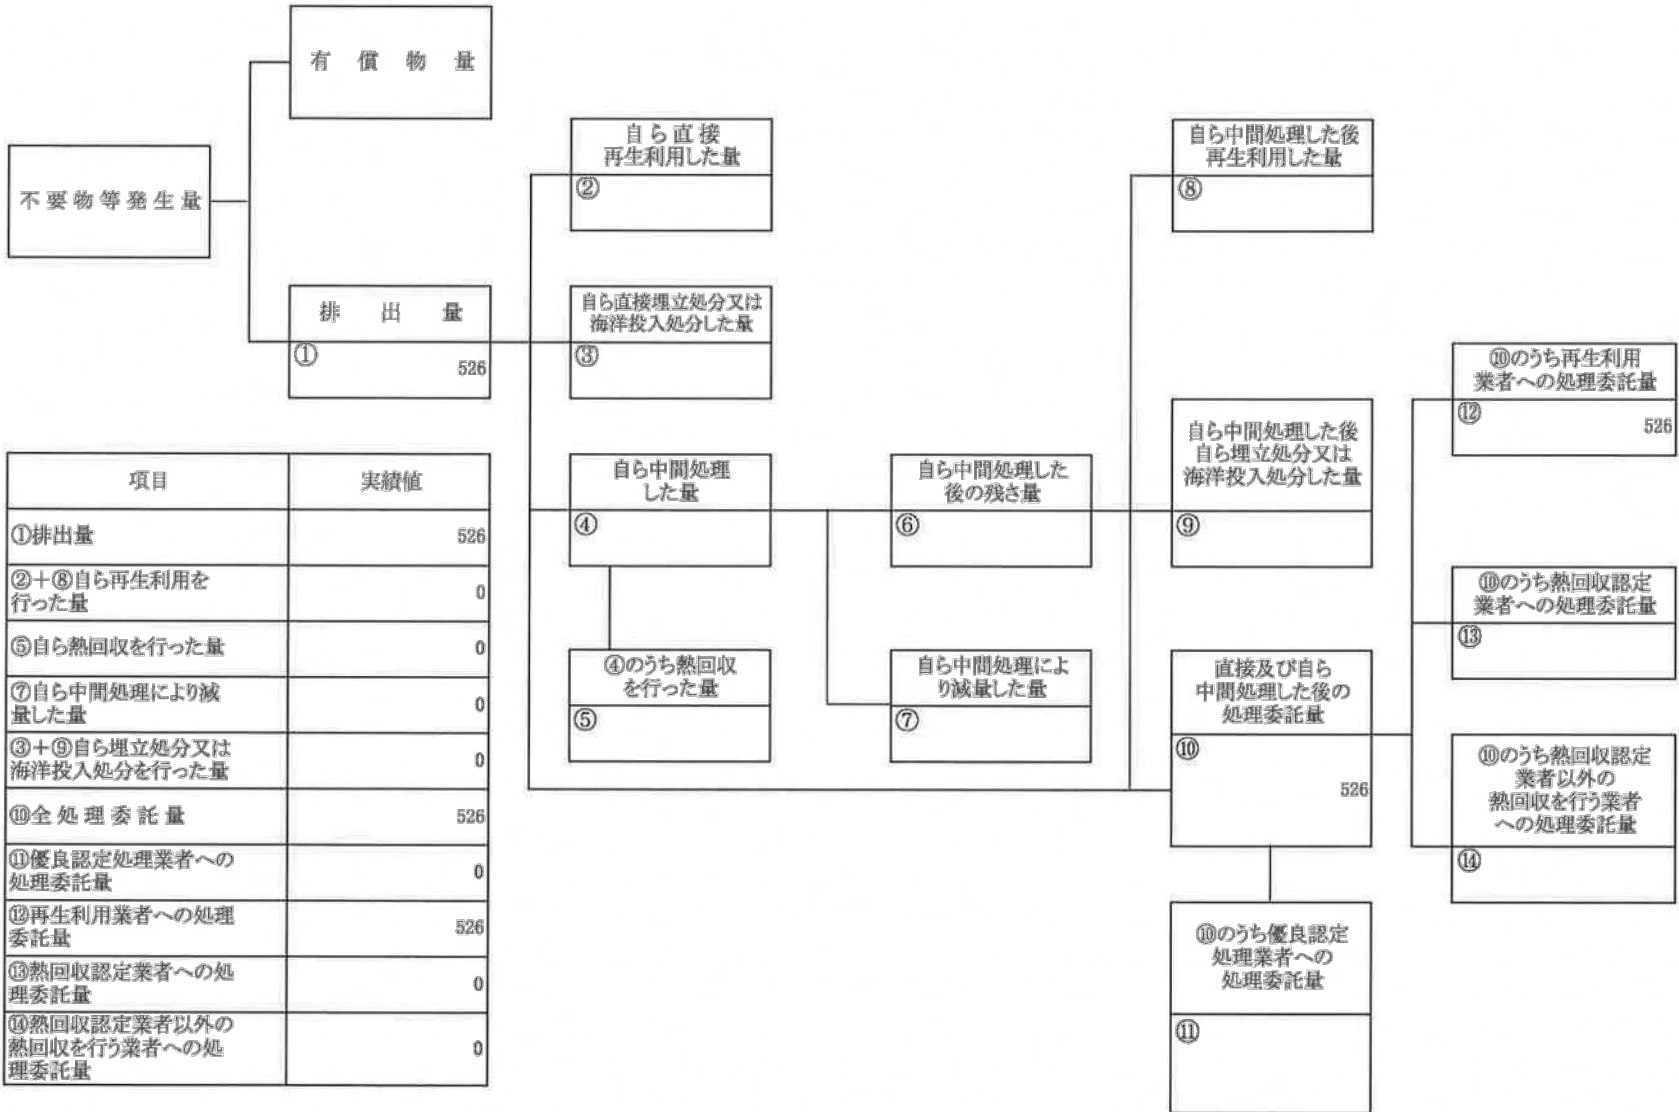 有償物量
不要物等発生量
排出量
①
526
自ら直接
再生利用した量
②
自ら直接埋立処分又は
海洋投入処分した量
③
自ら中間処理
した量
④
④のうち熱回収
を行った量
⑤
自ら中間処理した
後の残さ量
⑥
自ら中間処理によ
り減量した量
⑦
自ら中間処理した後
再生利用した量
⑧
自ら中間処理した後
自ら埋立処分又は
海洋投入処分した量
⑨
直接及び自ら
中間処理した後の
処理委託量
⑩
526
⑩のうち優良認定
処理業者への
処理委託量
⑪
⑩のうち再生利用
業者への処理委託量
⑫
526
⑩のうち熱回収認定
業者への処理委託量
⑬
⑩のうち熱回収認定
業者以外の
熱回収を行う業者
への処理委託量
⑭
項目 実績値
①排出量 526
②＋⑧自ら再生利用を
行った量 0
⑤自ら熱回収を行った量 0
⑦自ら中間処理により減
量した量 0
③＋⑨自ら埋立処分又は
海洋投入処分を行った量 0
⑩全処理委託量 526
⑪優良認定処理業者への
処理委託量 0
⑫再生利用業者への処理
委託量 526
⑬熱回収認定業者への処
理委託量 0
⑭熱回収認定業者以外の
熱回収を行う業者への処
理委託量 0